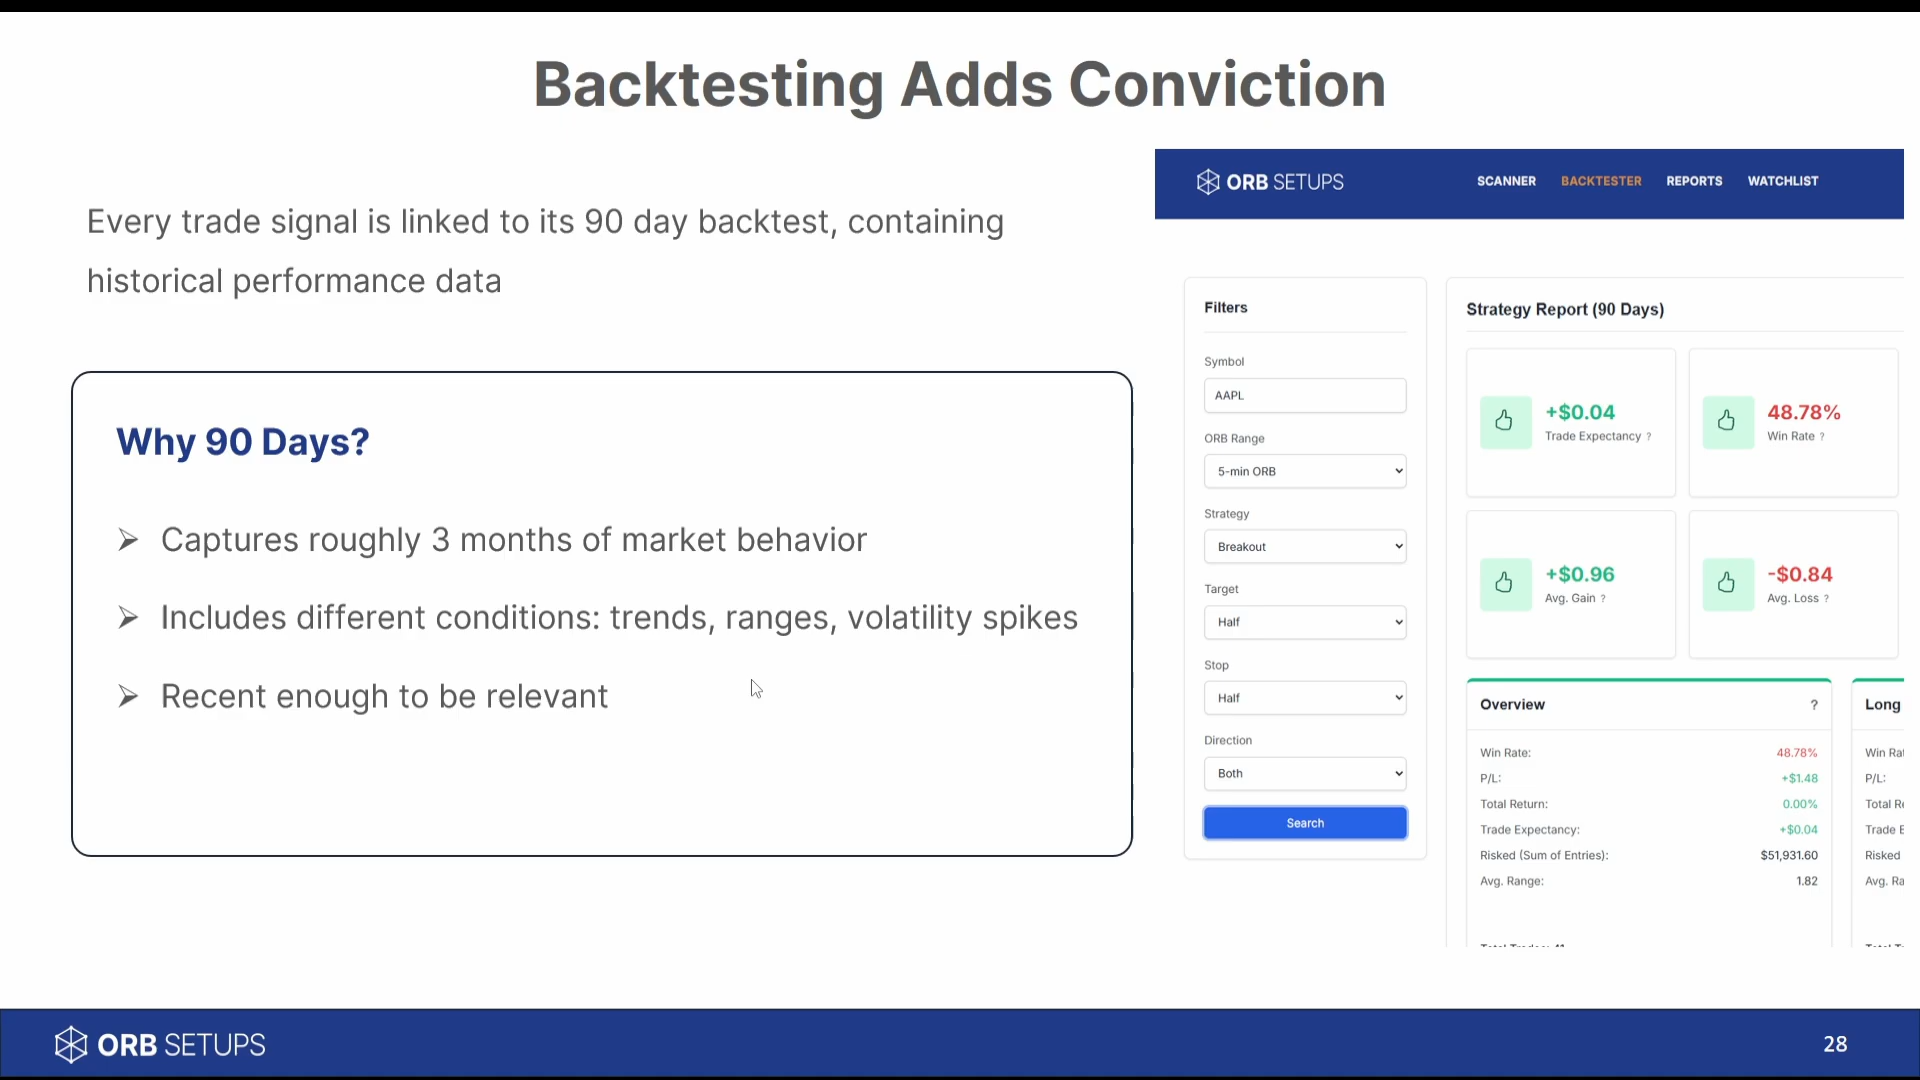 Backtesting Adds Conviction
Every trade signal is linked to its 90 day backtest, containing
historical performance data
Why 90 Days?
➢ Captures roughly 3 months of market behavior
➢ Includes different conditions: trends, ranges, volatility spikes
➢ Recent enough to be relevant
ORB SETUPS
SCANNER BACKTESTER REPORTS WATCHLIST
Filters
Symbol
AAPL
ORB Range
5-min ORB
Strategy
Breakout
Target
Half
Stop
Half
Direction
Both
Search
Strategy Report (90 Days)
+$0.04
Trade Expectancy ?
48.78%
Win Rate ?
+$0.96
Avg. Gain ?
-$0.84
Avg. Loss ?
Overview ?
Win Rate: 48.78%
P/L: +$1.48
Total Return: 0.00%
Trade Expectancy: +$0.04
Risked (Sum of Entries): $51,931.60
Avg. Range: 1.82
Long
Win
P/L:
Total
Trade
Risked
Avg.
ORB SETUPS
28